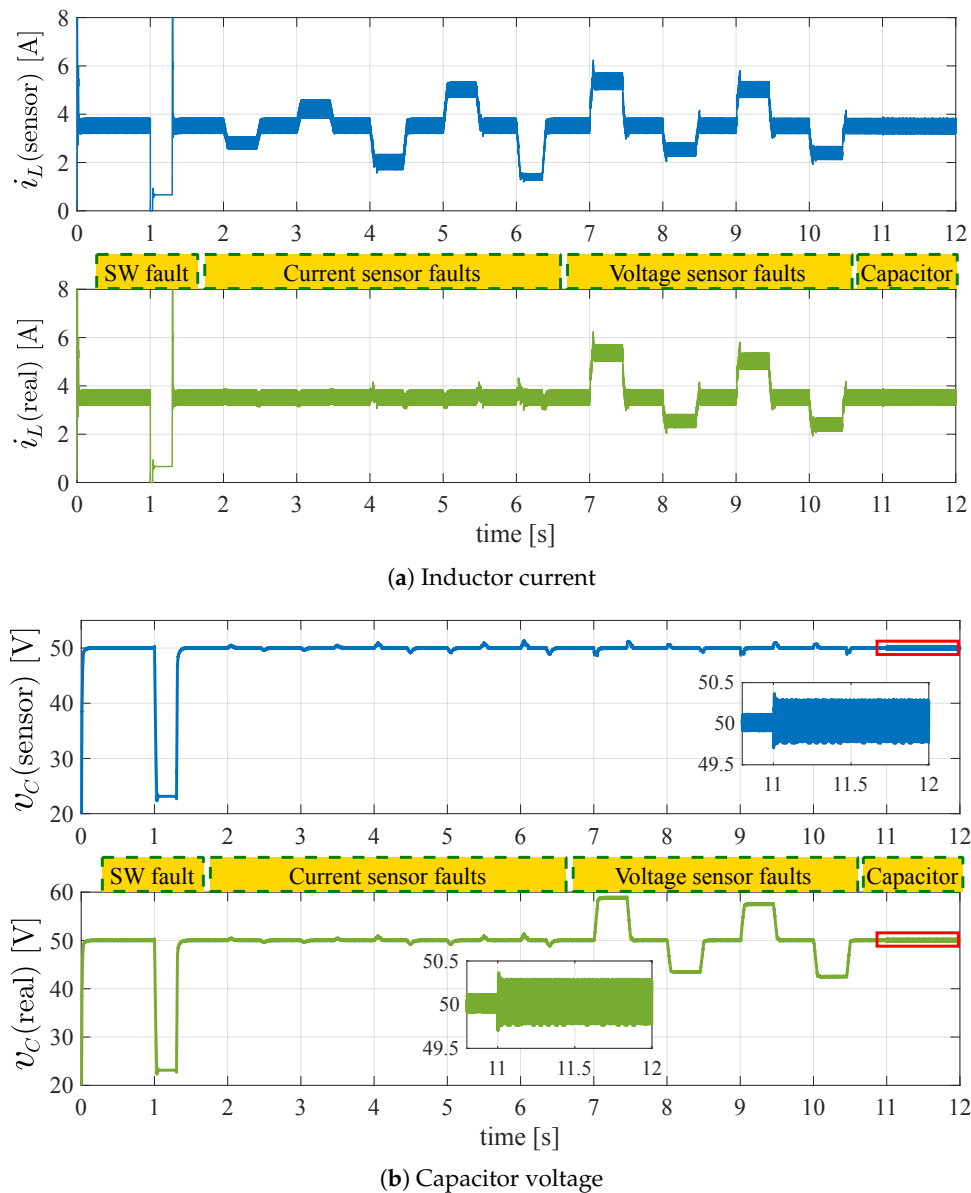 8
6
4
2
0
i_L(sensor) [A]
0 1 2 3 4 5 6 7 8 9 10 11 12
SW fault Current sensor faults Voltage sensor faults Capacitor
8
6
4
2
0
i_L(real) [A]
0 1 2 3 4 5 6 7 8 9 10 11 12
time [s]
(a) Inductor current
50
40
30
20
v_C(sensor) [V]
50.5
50
49.5
11 11.5 12
0 1 2 3 4 5 6 7 8 9 10 11 12
SW fault Current sensor faults Voltage sensor faults Capacitor
60
50
40
30
20
v_C(real) [V]
50.5
50
49.5
11 11.5 12
0 1 2 3 4 5 6 7 8 9 10 11 12
time [s]
(b) Capacitor voltage